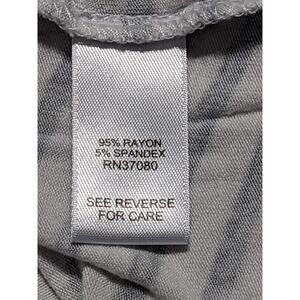 95% RAYON
5% SPANDEX
RN37080
SEE REVERSE
FOR CARE